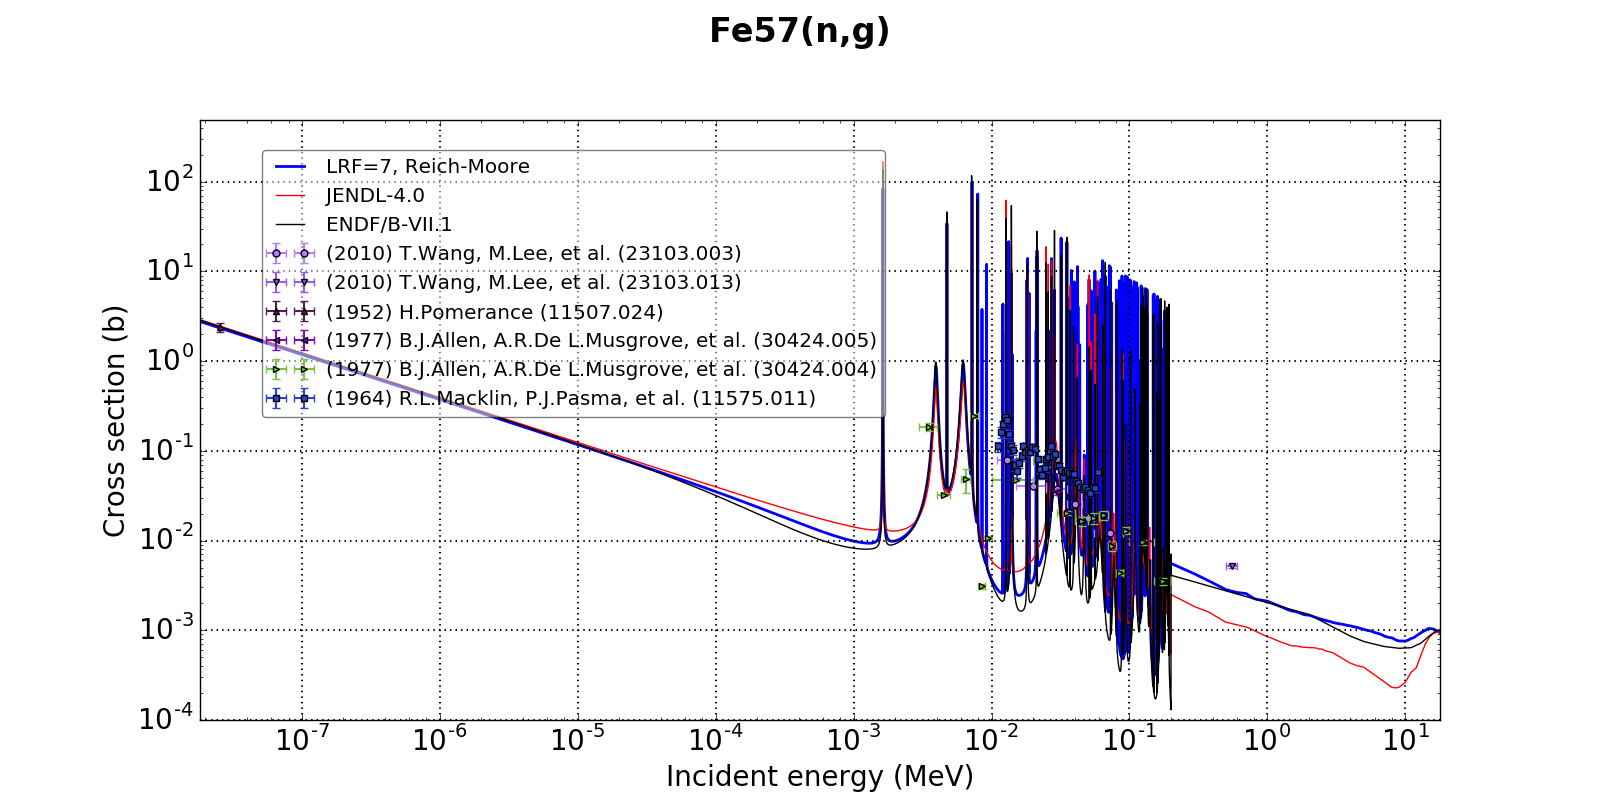 Fe57(n,g)
Cross section (b)
10^2
10^1
10^0
10^-1
10^-2
10^-3
10^-4
LRF=7, Reich-Moore
JENDL-4.0
ENDF/B-VII.1
(2010) T.Wang, M.Lee, et al. (23103.003)
(2010) T.Wang, M.Lee, et al. (23103.013)
(1952) H.Pomerance (11507.024)
(1977) B.J.Allen, A.R.De L.Musgrove, et al. (30424.005)
(1977) B.J.Allen, A.R.De L.Musgrove, et al. (30424.004)
(1964) R.L.Macklin, P.J.Pasma, et al. (11575.011)
10^-7 10^-6 10^-5 10^-4 10^-3 10^-2 10^-1 10^0 10^1
Incident energy (MeV)